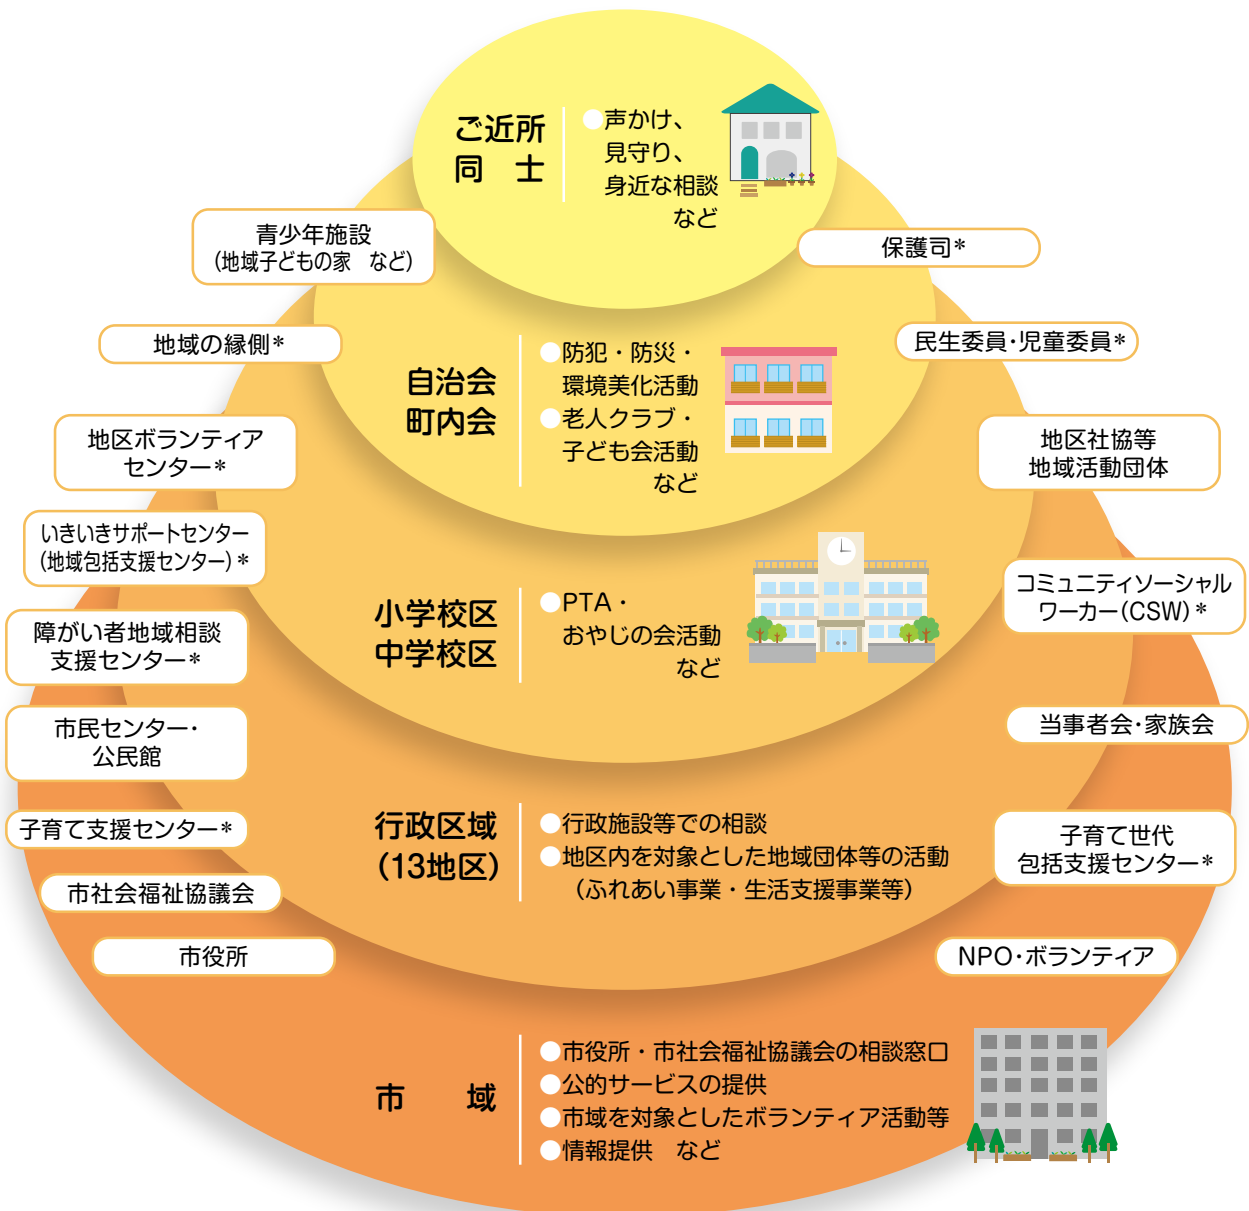 ご近所
同　士
●声かけ、
見守り、
身近な相談
など
青少年施設
（地域子どもの家　など）
保護司*
地域の縁側*
民生委員・児童委員*
自治会
町内会
●防犯・防災・
環境美化活動
●老人クラブ・
子ども会活動
など
地区ボランティア
センター*
地区社協等
地域活動団体
いきいきサポートセンター
（地域包括支援センター）*
コミュニティソーシャル
ワーカー（CSW）*
小学校区
中学校区
●PTA・
おやじの会活動
など
障がい者地域相談
支援センター*
市民センター・
公民館
当事者会・家族会
子育て支援センター*
子育て世代
包括支援センター*
行政区域
（13地区）
●行政施設等での相談
●地区内を対象とした地域団体等の活動
（ふれあい事業・生活支援事業等）
市社会福祉協議会
市役所
NPO・ボランティア
市　域
●市役所・市社会福祉協議会の相談窓口
●公的サービスの提供
●市域を対象としたボランティア活動等
●情報提供　など